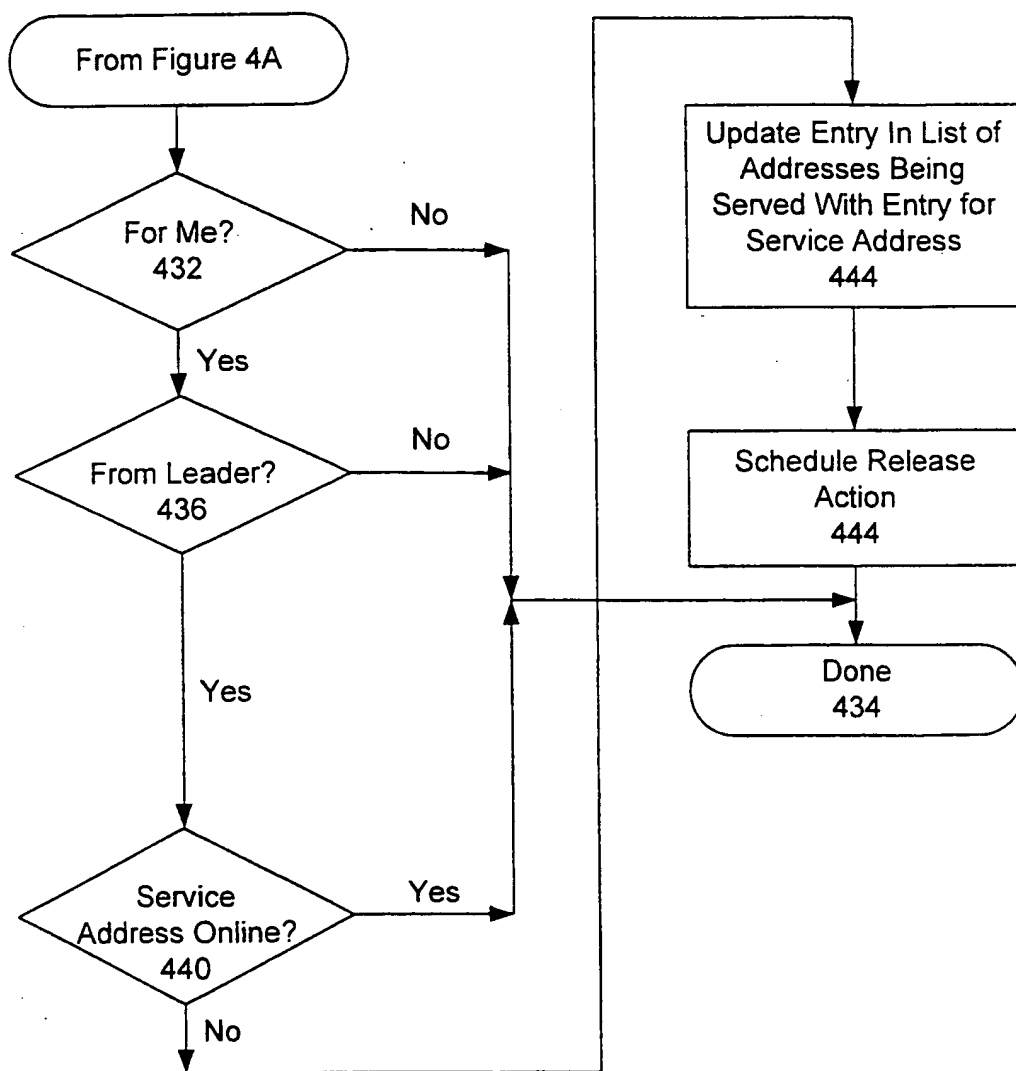 From Figure 4A
For Me?
432
No
Yes
From Leader?
436
No
Yes
Service
Address Online?
440
Yes
No
Update Entry In List of
Addresses Being
Served With Entry for
Service Address
444
Schedule Release
Action
444
Done
434